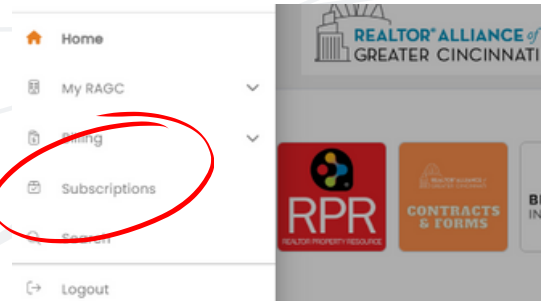 Home
My RAGC
Billing
Subscriptions
Search
Logout
REALTOR® ALLIANCE of
GREATER CINCINNATI
RPR
REALTOR PROPERTY RESOURCE
REALTOR® ALLIANCE of
GREATER CINCINNATI
CONTRACTS
& FORMS